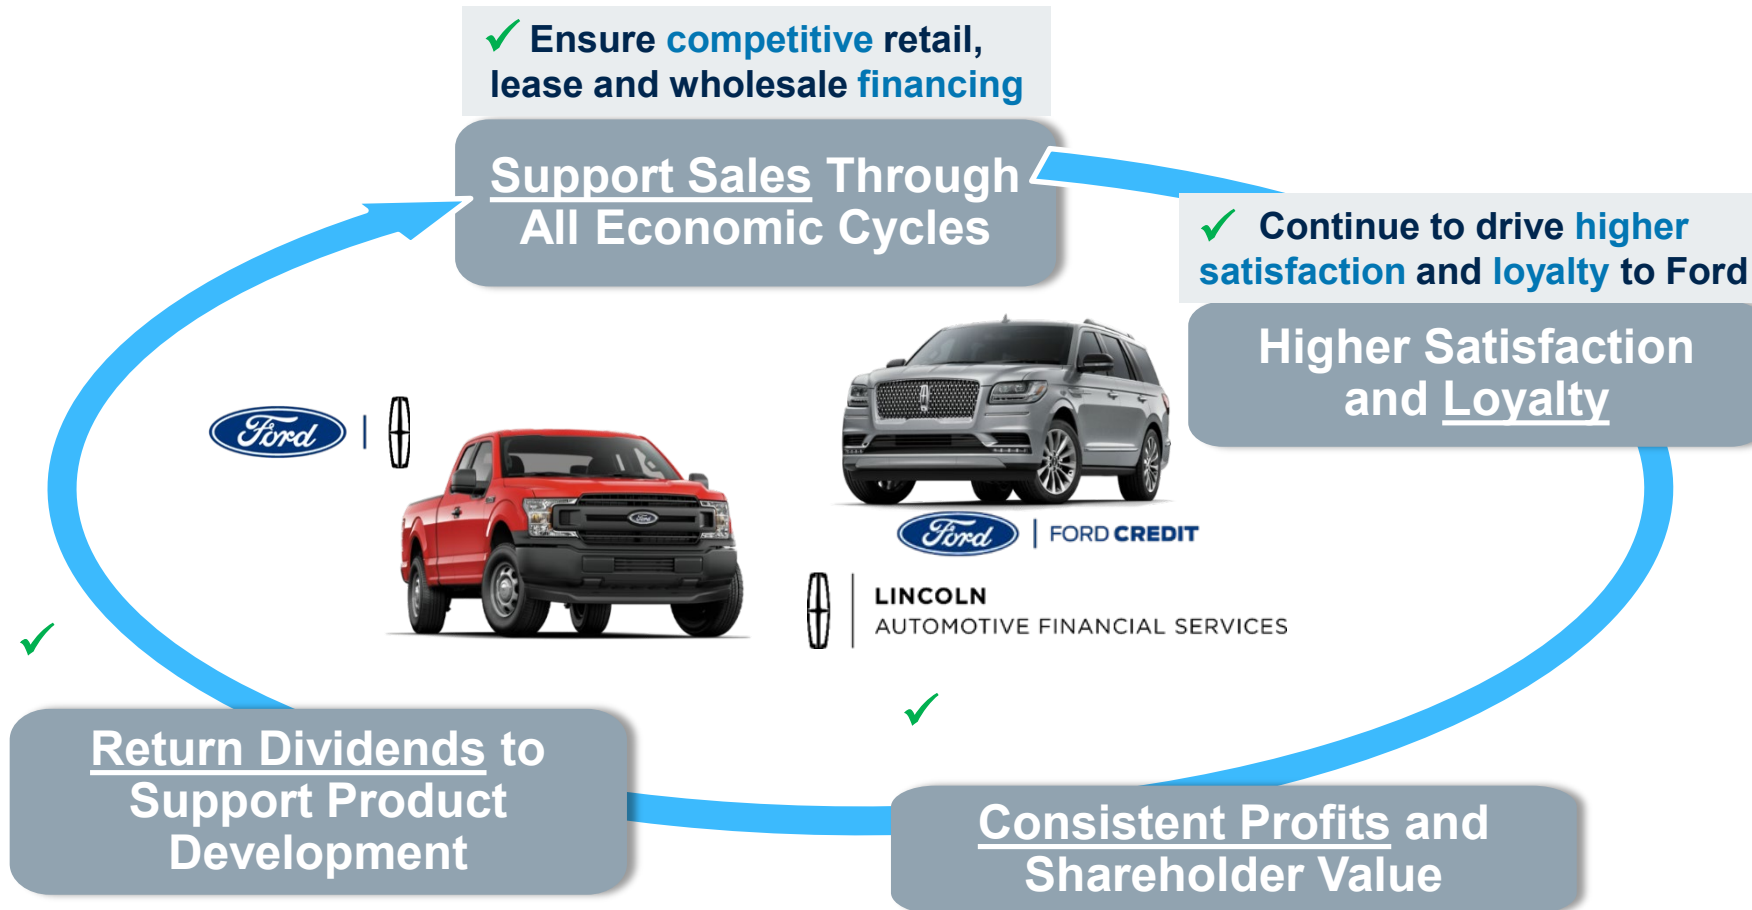 ✓ Ensure competitive retail,
lease and wholesale financing
Support Sales Through
All Economic Cycles
✓ Continue to drive higher
satisfaction and loyalty to Ford
Higher Satisfaction
and Loyalty
Ford
Ford
Ford | FORD CREDIT
LINCOLN
AUTOMOTIVE FINANCIAL SERVICES
✓
✓
Return Dividends to
Support Product
Development
Consistent Profits and
Shareholder Value